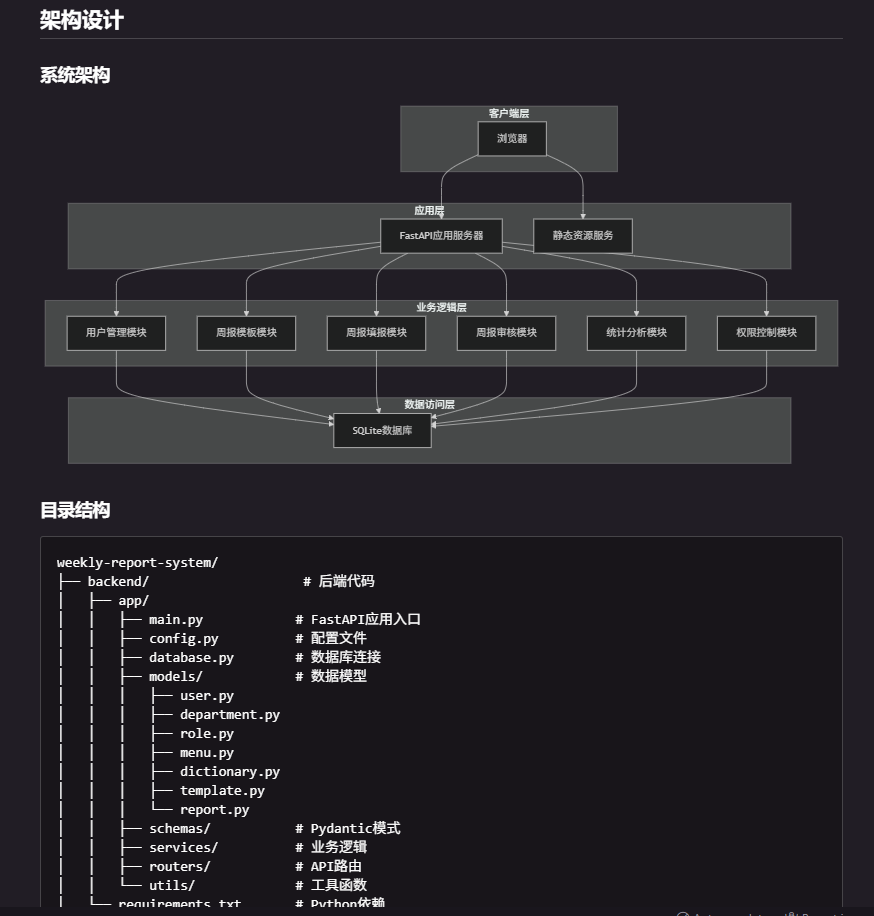 架构设计
系统架构
客户端层
浏览器
应用层
FastAPI应用服务器
静态资源服务
业务逻辑层
用户管理模块
周报模板模块
周报填报模块
周报审核模块
统计分析模块
权限控制模块
数据访问层
SQLite数据库
目录结构
weekly-report-system/
├── backend/ # 后端代码
│ ├── app/
│ │ ├── main.py # FastAPI应用入口
│ │ ├── config.py # 配置文件
│ │ ├── database.py # 数据库连接
│ │ ├── models/ # 数据模型
│ │ │ ├── user.py
│ │ │ ├── department.py
│ │ │ ├── role.py
│ │ │ ├── menu.py
│ │ │ ├── dictionary.py
│ │ │ ├── template.py
│ │ │ └── report.py
│ │ ├── schemas/ # Pydantic模式
│ │ ├── services/ # 业务逻辑
│ │ ├── routers/ # API路由
│ │ └── utils/ # 工具函数
│ └── requirements.txt # Python依赖